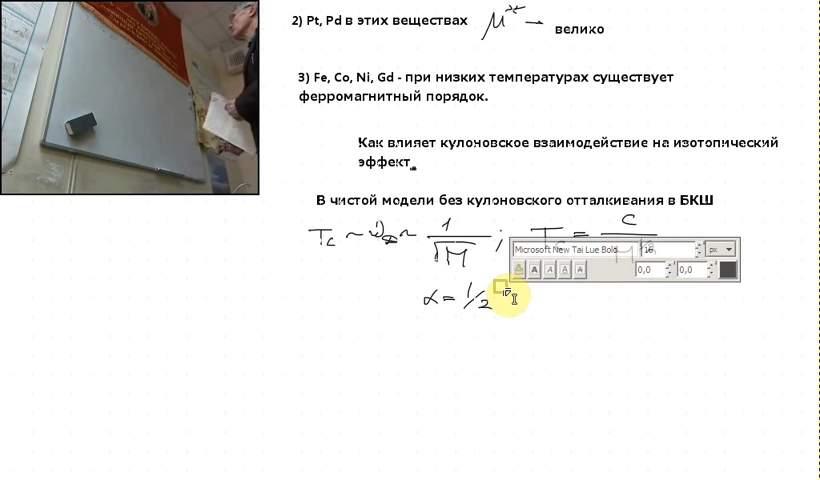 2) Pt, Pd в этих веществах μ* – велико
3) Fe, Co, Ni, Gd - при низких температурах существует
ферромагнитный порядок.
Как влияет кулоновское взаимодействие на изотопический
эффект
В чистой модели без кулоновского отталкивания в БКШ
Tc ~ ω ~ 1/√M ; Tc = c
Microsoft New Tai Lue Bold 16 px
A A A A A 0,0 0,0
α = 1/2